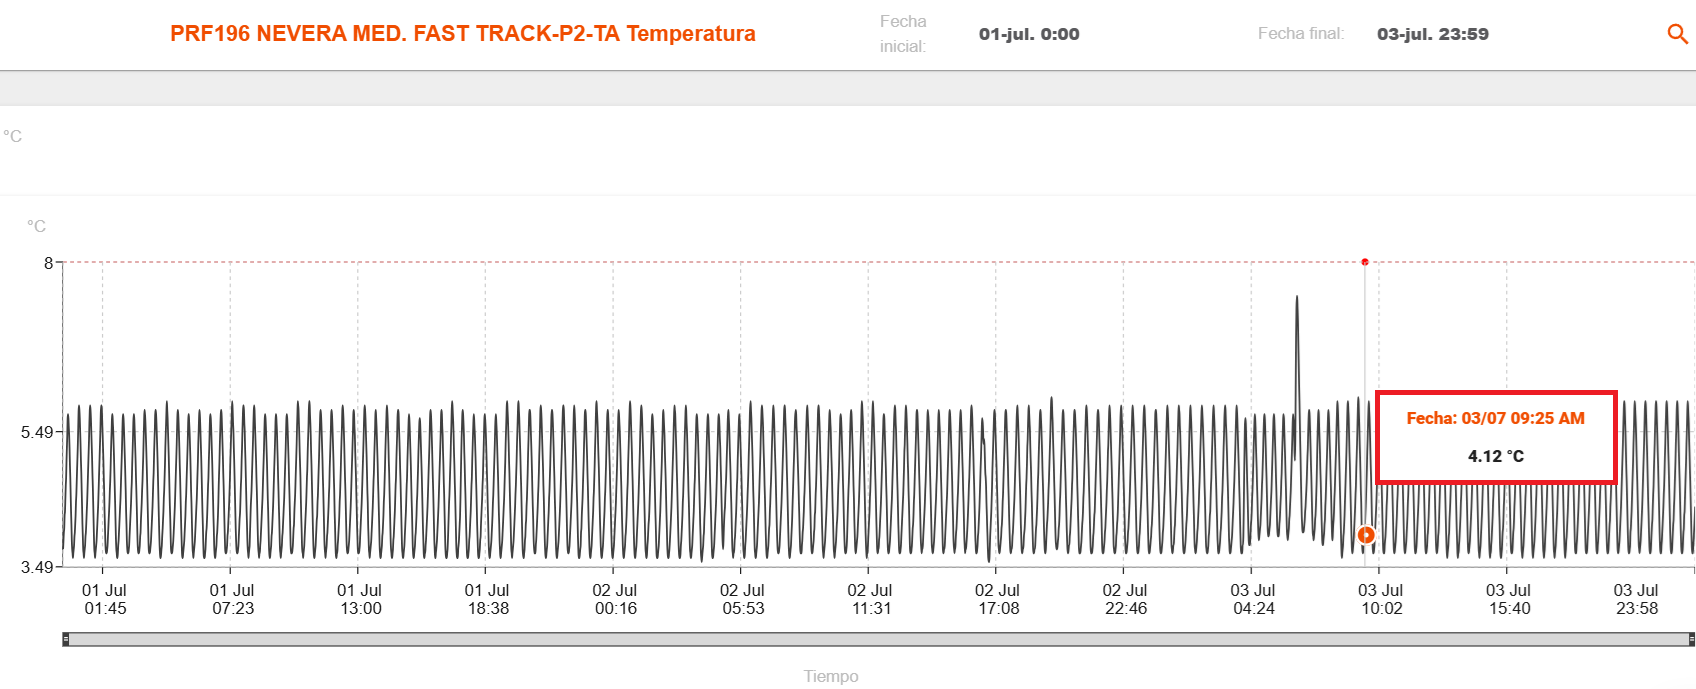 PRF196 NEVERA MED. FAST TRACK-P2-TA Temperatura
Fecha
inicial:
01-jul. 0:00
Fecha final:
03-jul. 23:59
°C
°C
8
5.49
3.49
Fecha: 03/07 09:25 AM
4.12 °C
01 Jul 01 Jul 01 Jul 01 Jul 02 Jul 02 Jul 02 Jul 02 Jul 02 Jul 03 Jul 03 Jul 03 Jul 03 Jul
01:45 07:23 13:00 18:38 00:16 05:53 11:31 17:08 22:46 04:24 10:02 15:40 23:58
Tiempo